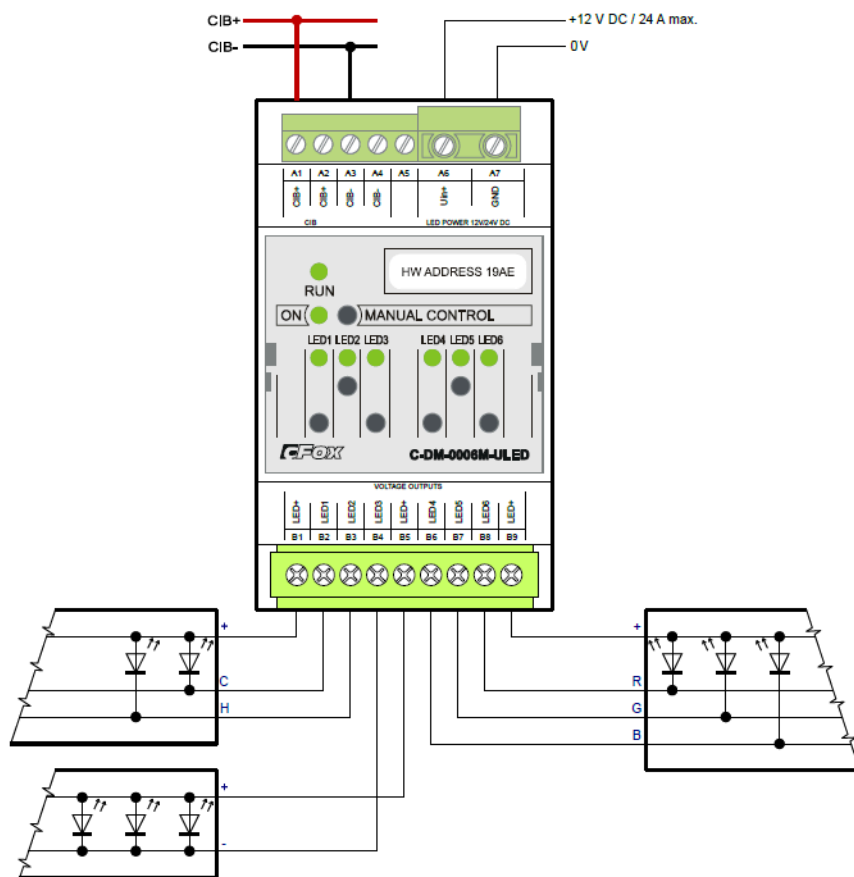 CIB+
+12 V DC / 24 A max.
CIB-
0V
A1 A2 A3 A4 A5 A6 A7
CIB+ CIB+ CIB- CIB- Uin+ GND
CIB LED POWER 12V/24V DC
HW ADDRESS 19AE
RUN
ON MANUAL CONTROL
LED1 LED2 LED3 LED4 LED5 LED6
CFOX C-DM-0006M-ULED
VOLTAGE OUTPUTS
LED+ LED1 LED2 LED3 LED+ LED4 LED5 LED6 LED+
B1 B2 B3 B4 B5 B6 B7 B8 B9
+
C
H
+
R
G
B
+
-